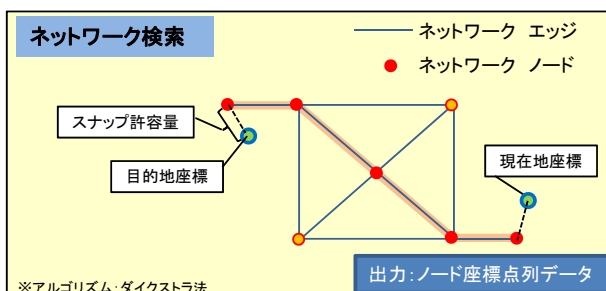 ネットワーク検索
ネットワーク エッジ
ネットワーク ノード
スナップ許容量
目的地座標
現在地座標
出力:ノード座標点列データ
※アルゴリズム:ダイクストラ法